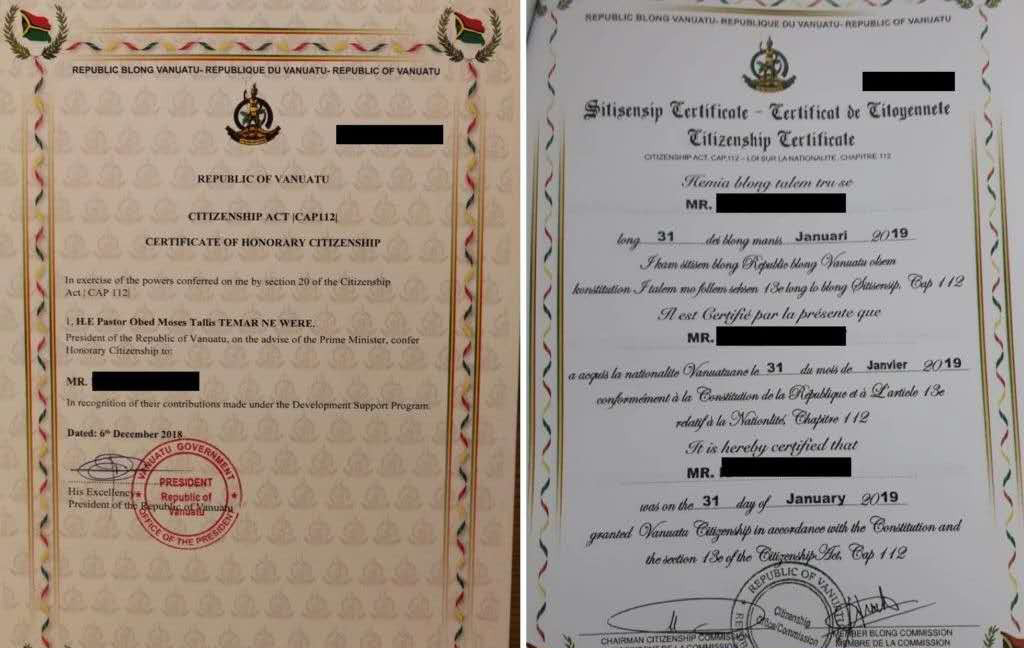 REPUBLIC BLONG VANUATU- REPUBLIQUE DU VANUATU- REPUBLIC OF VANUATU
REPUBLIC OF VANUATU
CITIZENSHIP ACT |CAP112|
CERTIFICATE OF HONORARY CITIZENSHIP
In exercise of the powers conferred on me by section 20 of the Citizenship
Act | CAP 112|
I, H.E Pastor Obed Moses Tallis TEMAR NE WERE.
President of the Republic of Vanuatu, on the advise of the Prime Minister, confer
Honorary Citizenship to:
MR.
In recognition of their contributions made under the Development Support Program.
Dated: 6th December 2018
His Excellency
President of the Republic of Vanuatu
VANUATU GOVERNMENT
PRESIDENT
Republic of
Vanuatu
OFFICE OF THE PRESIDENT
REPUBLIC BLONG VANUATU- REPUBLIQUE DU VANUATU- REPUBLIC OF VANUATU
Sitisensip Certificate - Certificat de Citoyennete
Citizenship Certificate
CITIZENSHIP ACT, CAP.112 – LOI SUR LA NATIONALITE, CHAPITRE 112
Hemia blong talem tru se
MR.
long 31 dei blong manis Januari 2019
I kam sitisen blong Republic blong Vanuatu olsem
konstitution I talem mo follem seksen 13e long lo blong Sitisensip, Cap 112
Il est Certifié par la présente que
MR.
a acquis la nationalite Vanuatuane le 31 du mois de Janvier 2019
conformément à la Constitution de la République et à L'article 13e
relatif à la Nationlité, Chapitre 112
It is hereby certified that
MR.
was on the 31 day of January 2019
granted Vanuatu Citizenship in accordance with the Constitution and
the section 13e of the Citizenship Act, Cap 112
REPUBLIC OF VANUATU
Citizenship
Office/Commission
CHAIRMAN CITIZENSHIP COMMISSION
MEMBER BLONG COMMISSION
MEMBRE DE LA COMMISSION